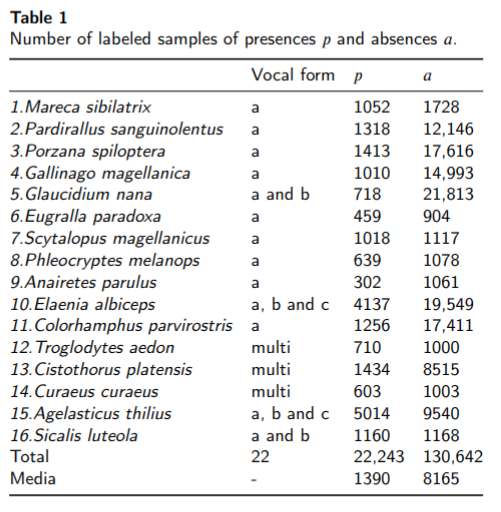 Table 1
Number of labeled samples of presences p and absences a.
Vocal form p a
1.Mareca sibilatrix a 1052 1728
2.Pardirallus sanguinolentus a 1318 12,146
3.Porzana spiloptera a 1413 17,616
4.Gallinago magellanica a 1010 14,993
5.Glaucidium nana a and b 718 21,813
6.Eugralla paradoxa a 459 904
7.Scytalopus magellanicus a 1018 1117
8.Phleocryptes melanops a 639 1078
9.Anairetes parulus a 302 1061
10.Elaenia albiceps a, b and c 4137 19,549
11.Colorhamphus parvirostris a 1256 17,411
12.Troglodytes aedon multi 710 1000
13.Cistothorus platensis multi 1434 8515
14.Curaeus curaeus multi 603 1003
15.Agelasticus thilius a, b and c 5014 9540
16.Sicalis luteola a and b 1160 1168
Total 22 22,243 130,642
Media - 1390 8165